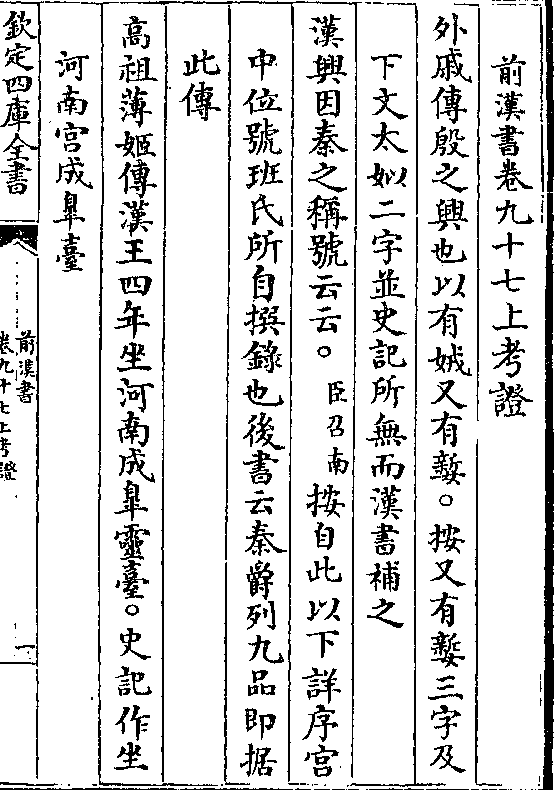 前漢書卷九十七上考證
外戚傳殷之興也以有娀又有㜪。按又有㜪三字及
下文太姒二字並史記所無而漢書補之
漢興因秦之稱號云云。臣召南按自此以下詳序宮
中位號班氏所自撰錄也後書云秦爵列九品即据
此傳
高祖薄姬傳漢王四年坐河南成臯靈臺。史記作坐
河南宫成臯臺
欽定四庫全書
前漢書
卷九十七上考證
一